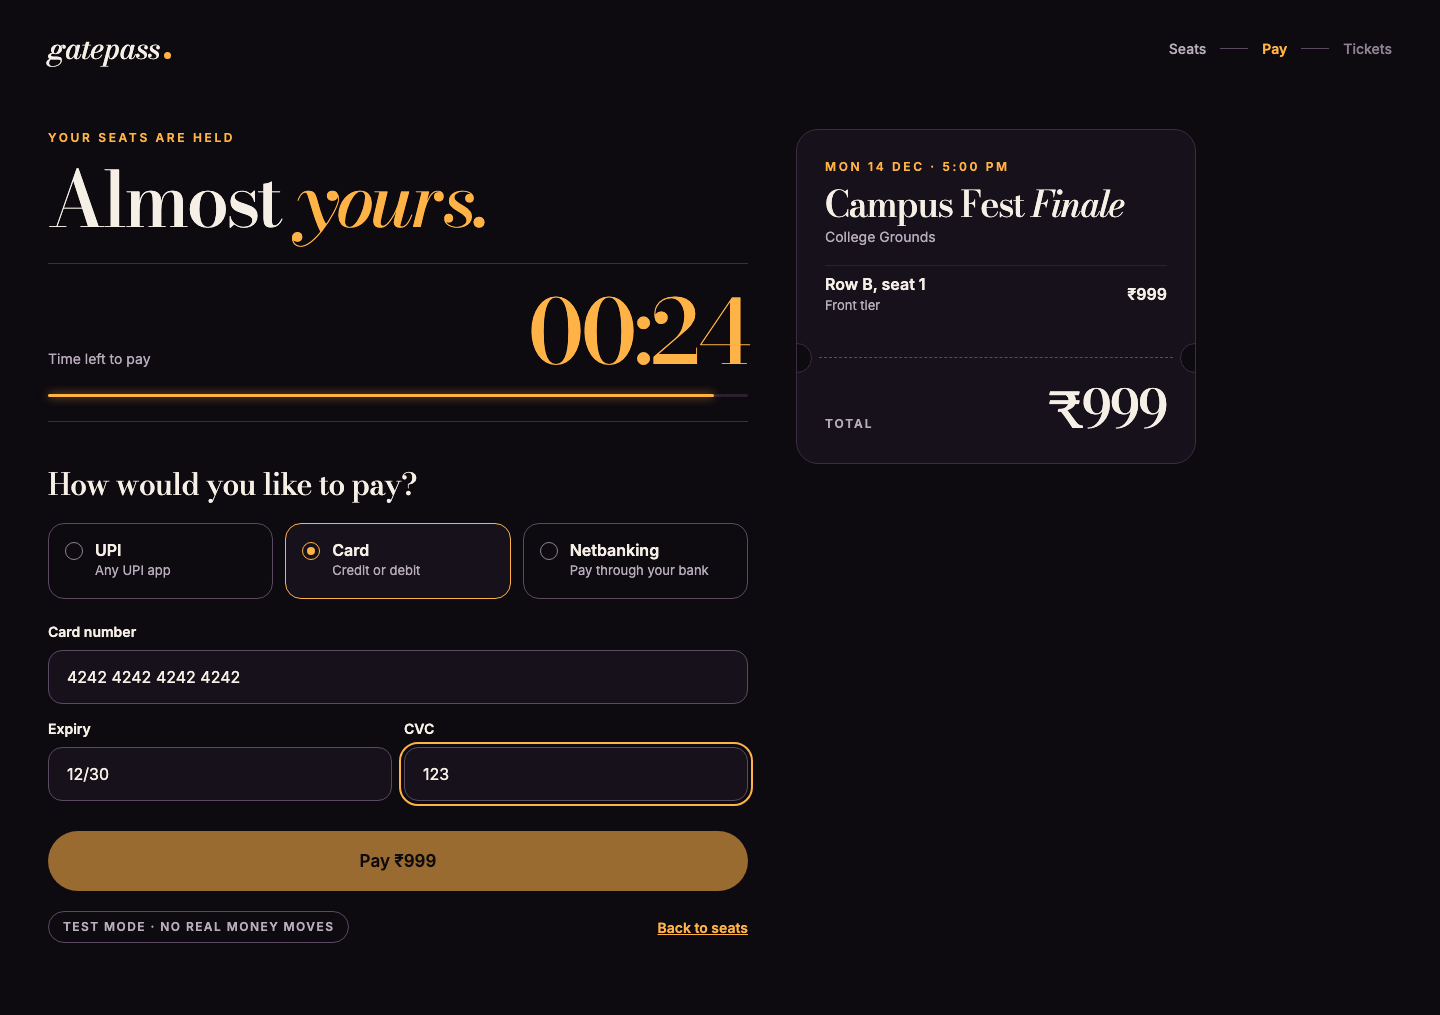 gatepass.
Seats
Pay
Tickets
YOUR SEATS ARE HELD
Almost yours.
Time left to pay
00:24
How would you like to pay?
UPI
Any UPI app
Card
Credit or debit
Netbanking
Pay through your bank
Card number
4242 4242 4242 4242
Expiry
12/30
CVC
123
Pay ₹999
TEST MODE · NO REAL MONEY MOVES
Back to seats
MON 14 DEC · 5:00 PM
Campus Fest Finale
College Grounds
Row B, seat 1
Front tier
₹999
TOTAL
₹999